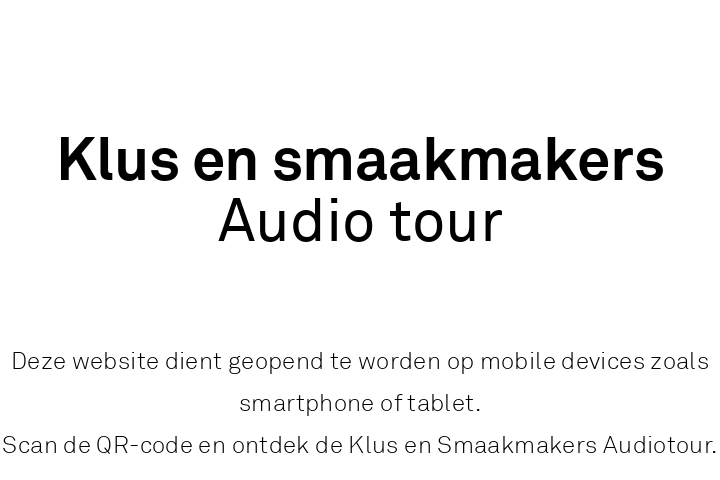 Klus en smaakmakers
Audio tour
Deze website dient geopend te worden op mobile devices zoals
smartphone of tablet.
Scan de QR-code en ontdek de Klus en Smaakmakers Audiotour.